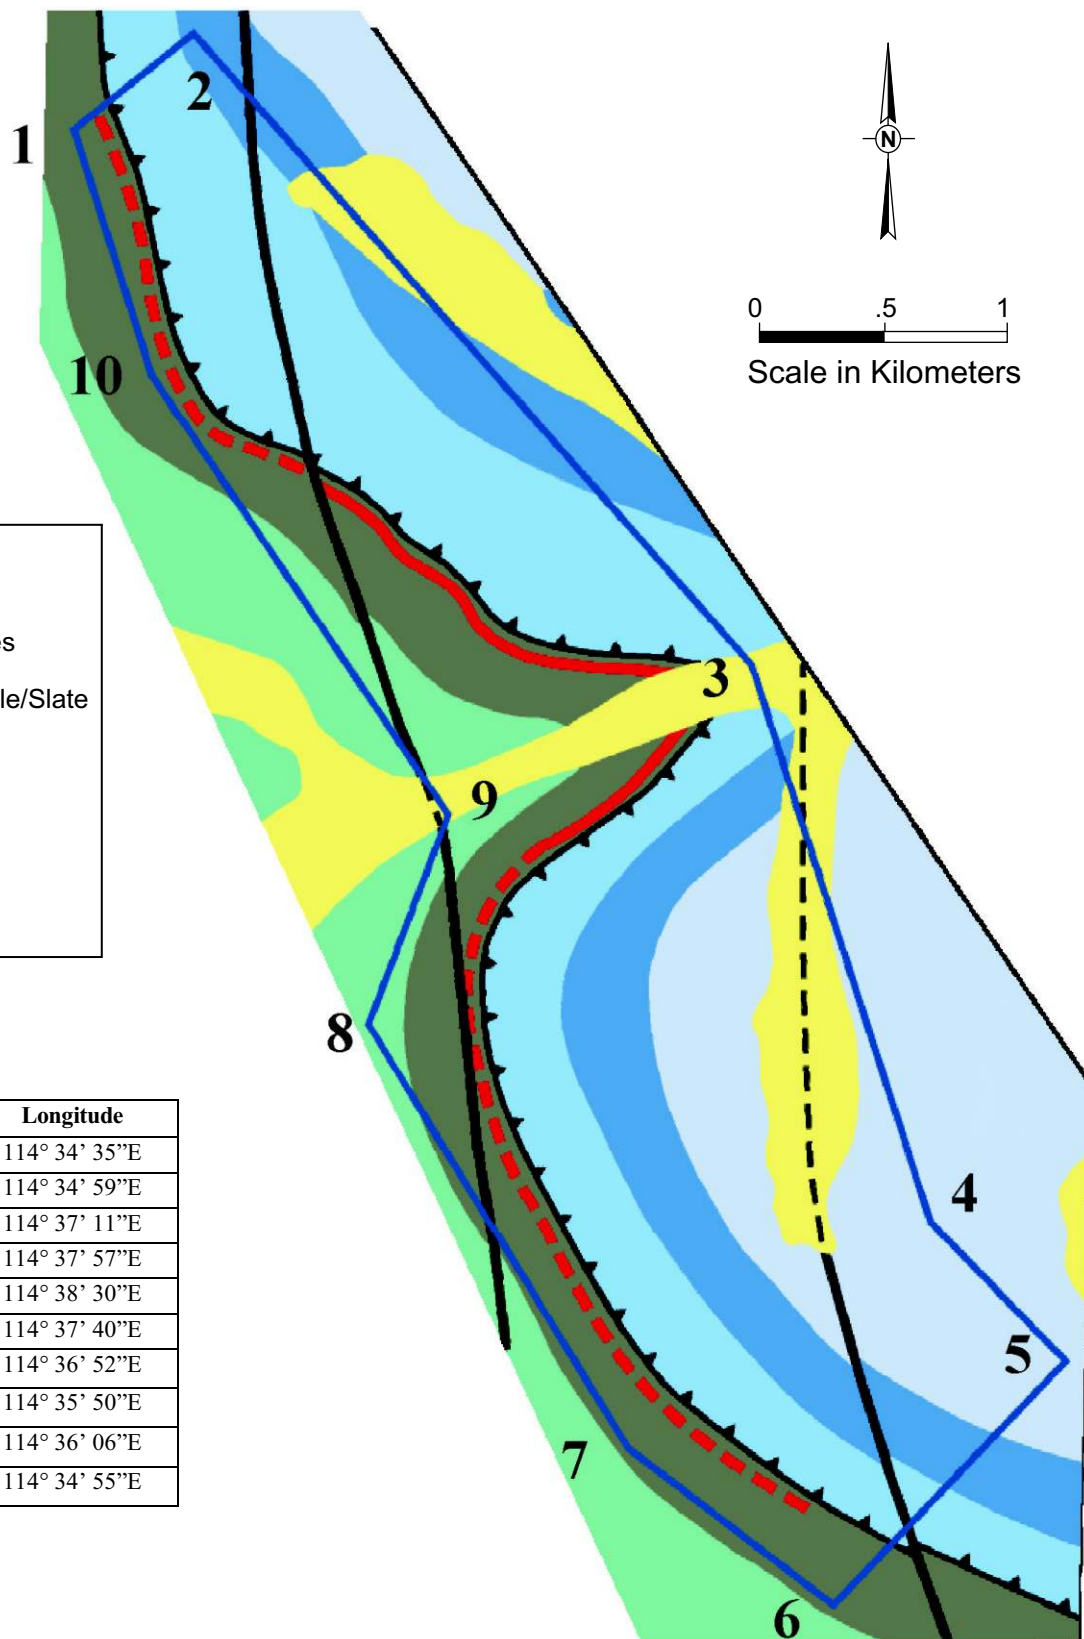 2
1
N
0 .5 1
Scale in Kilometers
10
es
le/Slate
3
9
8
Longitude
114° 34’ 35”E
114° 34’ 59”E
114° 37’ 11”E
114° 37’ 57”E
114° 38’ 30”E
114° 37’ 40”E
114° 36’ 52”E
114° 35’ 50”E
114° 36’ 06”E
114° 34’ 55”E
4
5
7
6